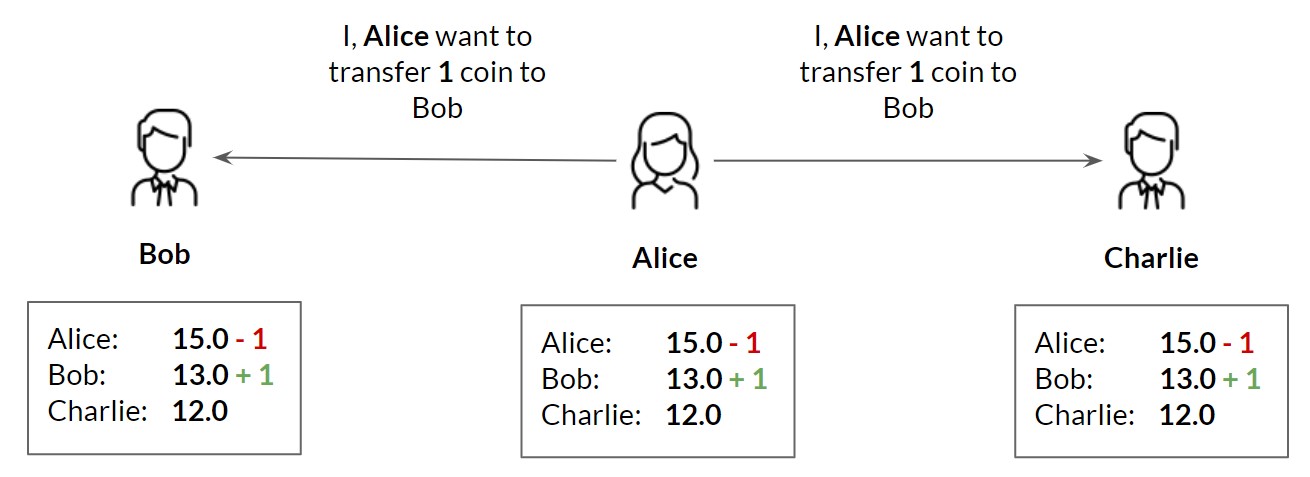 I, Alice want to
transfer 1 coin to
Bob
I, Alice want to
transfer 1 coin to
Bob
Bob
Alice
Charlie
Alice: 15.0 - 1
Bob: 13.0 + 1
Charlie: 12.0
Alice: 15.0 - 1
Bob: 13.0 + 1
Charlie: 12.0
Alice: 15.0 - 1
Bob: 13.0 + 1
Charlie: 12.0